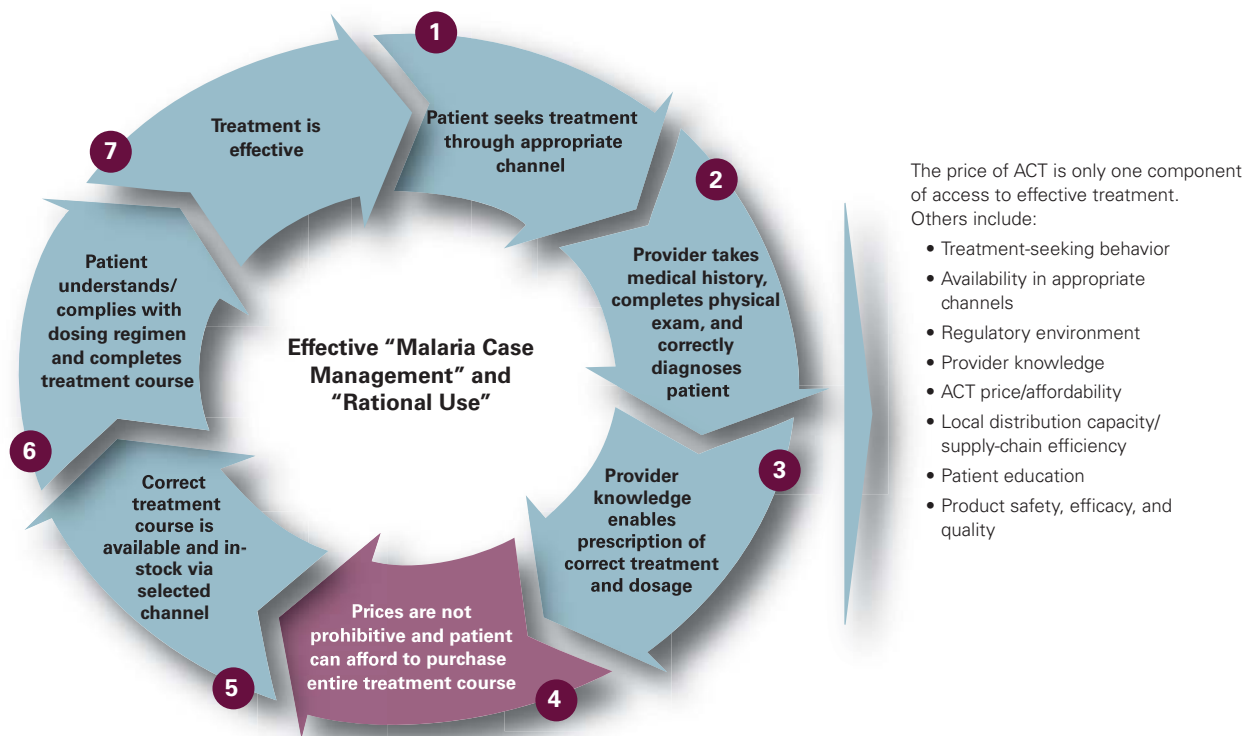 1
Patient seeks treatment
through appropriate
channel
2
Provider takes
medical history,
completes physical
exam, and
correctly
diagnoses
patient
3
Provider
knowledge
enables
prescription of
correct treatment
and dosage
4
Prices are not
prohibitive and patient
can afford to purchase
entire treatment course
5
Correct
treatment
course is
available and in-
stock via
selected
channel
6
Patient
understands/
complies with
dosing regimen
and completes
treatment course
7
Treatment is
effective
Effective “Malaria Case
Management” and
“Rational Use”
The price of ACT is only one component
of access to effective treatment.
Others include:
• Treatment-seeking behavior
• Availability in appropriate
channels
• Regulatory environment
• Provider knowledge
• ACT price/affordability
• Local distribution capacity/
supply-chain efficiency
• Patient education
• Product safety, efficacy, and
quality